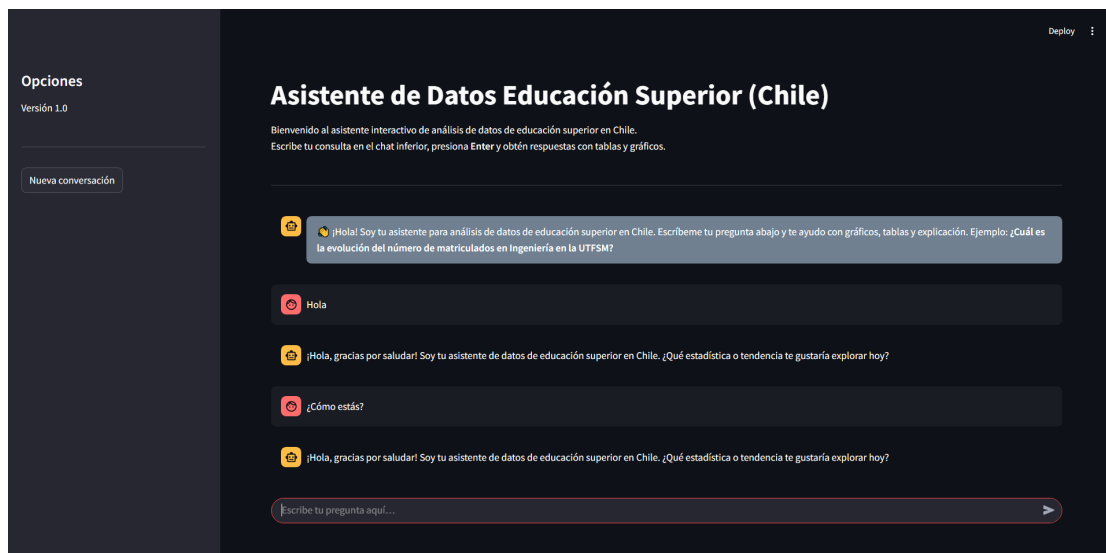 Deploy
Opciones
Versión 1.0
Nueva conversación
Asistente de Datos Educación Superior (Chile)
Bienvenido al asistente interactivo de análisis de datos de educación superior en Chile.
Escribe tu consulta en el chat inferior, presiona Enter y obtén respuestas con tablas y gráficos.
¡Hola! Soy tu asistente para análisis de datos de educación superior en Chile. Escríbeme tu pregunta abajo y te ayudo con gráficos, tablas y explicación. Ejemplo: ¿Cuál es
la evolución del número de matriculados en Ingeniería en la UTFSM?
Hola
¡Hola, gracias por saludar! Soy tu asistente de datos de educación superior en Chile. ¿Qué estadística o tendencia te gustaría explorar hoy?
¿Cómo estás?
¡Hola, gracias por saludar! Soy tu asistente de datos de educación superior en Chile. ¿Qué estadística o tendencia te gustaría explorar hoy?
Escribe tu pregunta aquí...